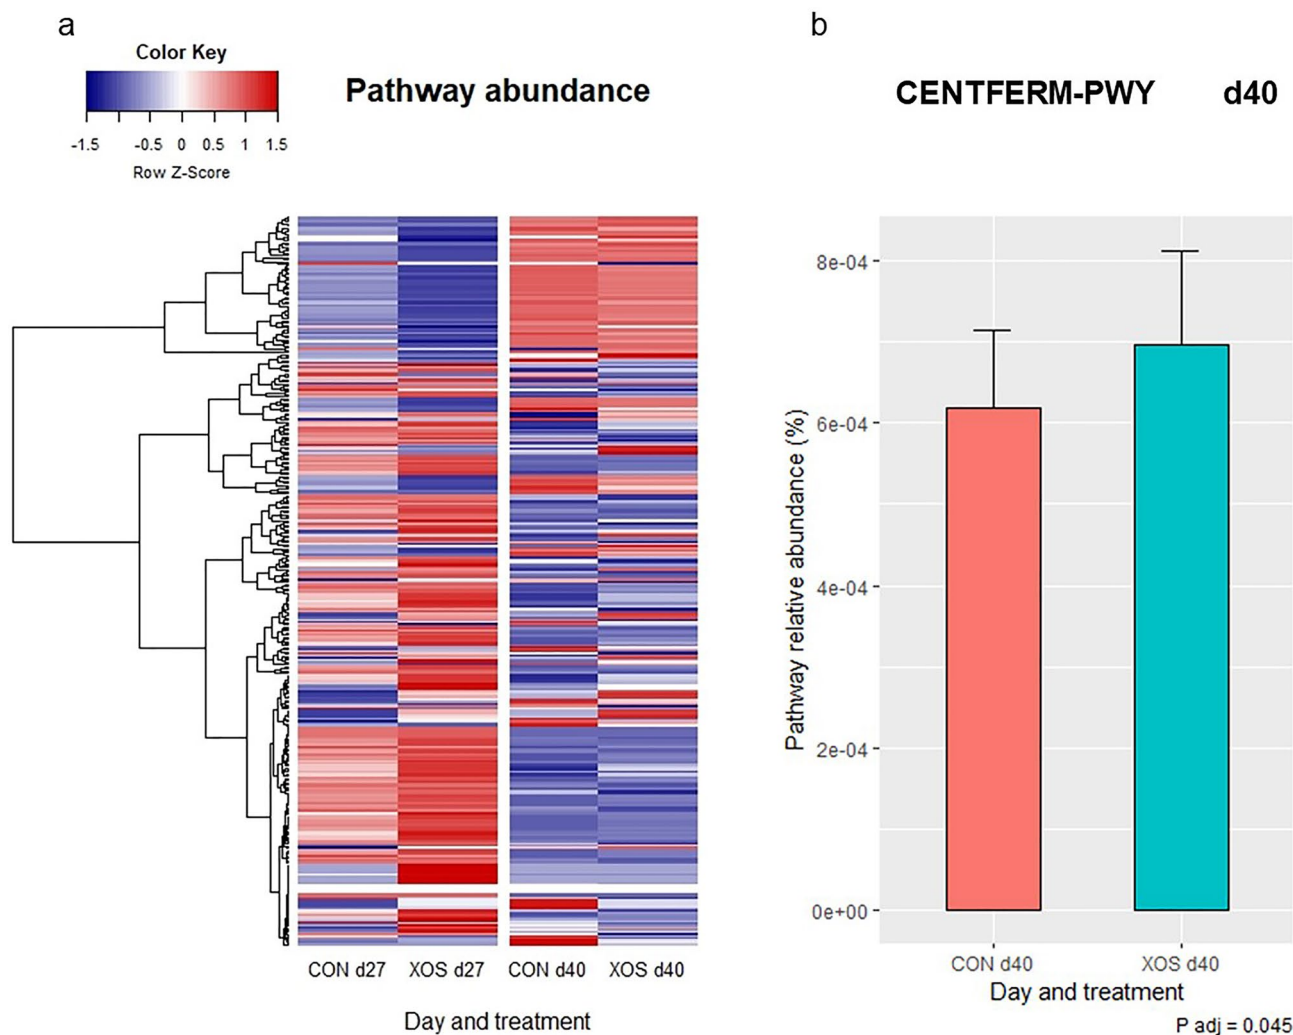 a
Color Key
-1.5 -0.5 0 0.5 1 1.5
Row Z-Score
Pathway abundance
CON d27 XOS d27 CON d40 XOS d40
Day and treatment
b
CENTFERM-PWY d40
Pathway relative abundance (%)
8e-04
6e-04
4e-04
2e-04
0e+00
CON d40 XOS d40
Day and treatment
P adj = 0.045